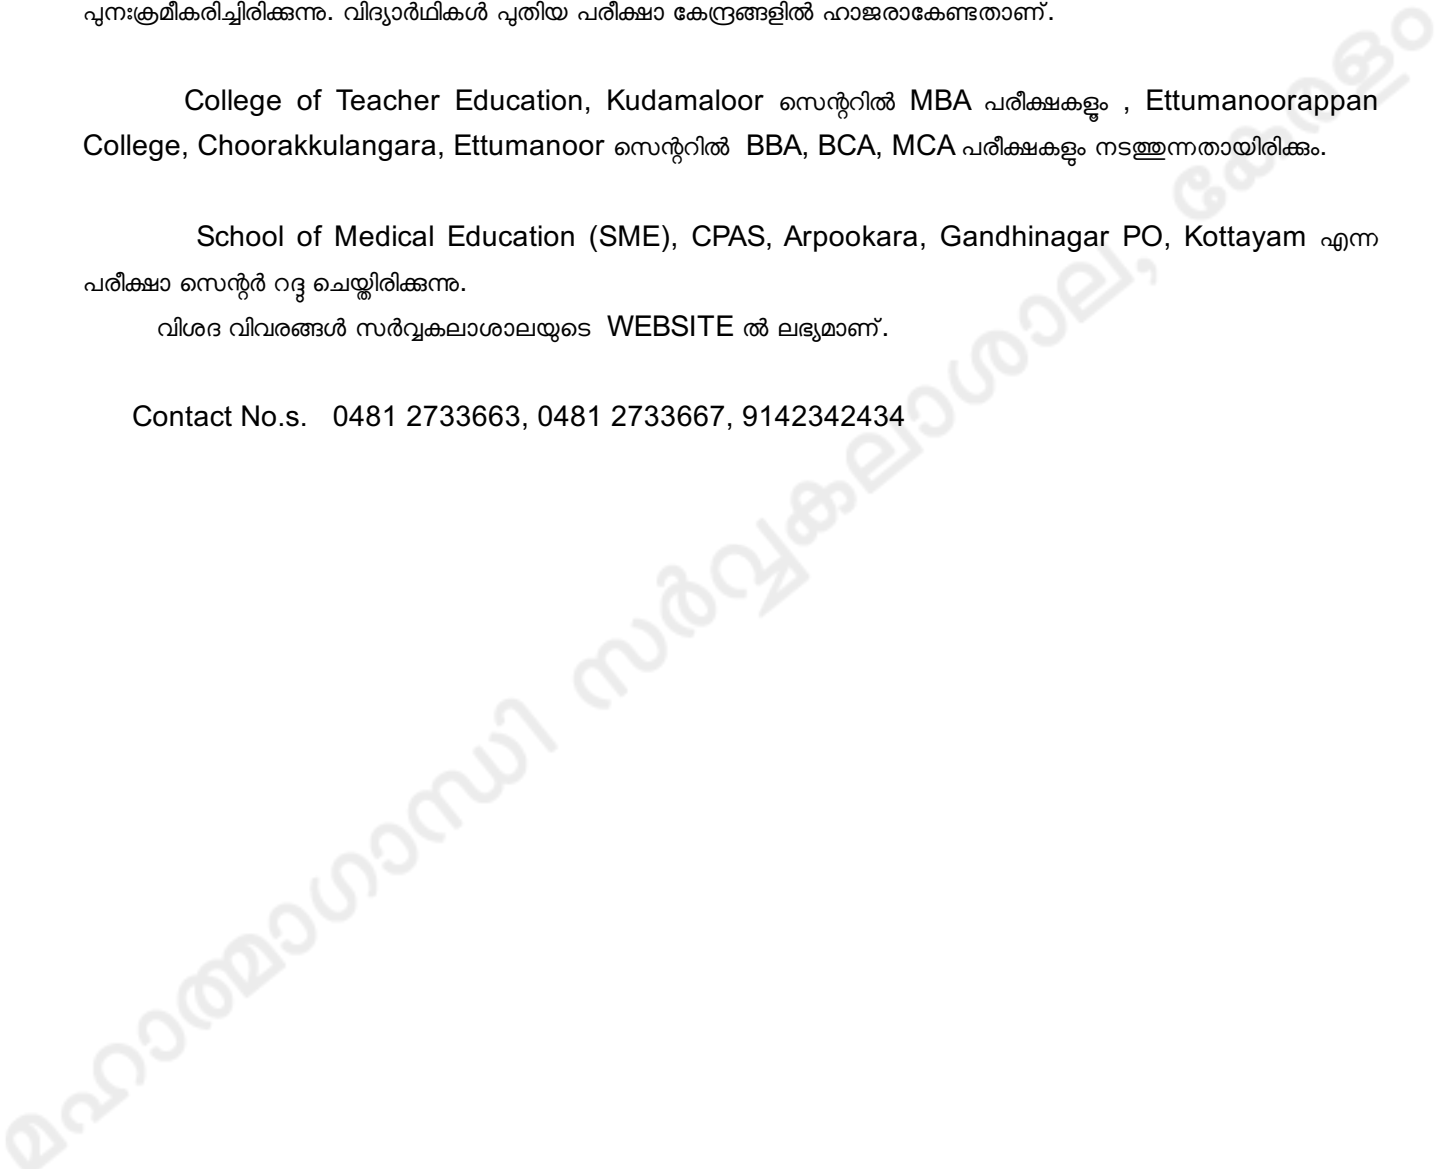 പുനഃക്രമീകരിച്ചിരിക്കുന്നു. വിദ്യാർഥികൾ പുതിയ പരീക്ഷാ കേന്ദ്രങ്ങളിൽ ഹാജരാകേണ്ടതാണ്.
College of Teacher Education, Kudamaloor സെന്ററിൽ MBA പരീക്ഷകളൂം , Ettumanoorappan
College, Choorakkulangara, Ettumanoor സെന്ററിൽ BBA, BCA, MCA പരീക്ഷകളും നടത്തുന്നതായിരിക്കും.
School of Medical Education (SME), CPAS, Arpookara, Gandhinagar PO, Kottayam എന്ന
പരീക്ഷാ സെന്റർ റദ്ദു ചെയ്തിരിക്കുന്നു.
വിശദ വിവരങ്ങൾ സർവ്വകലാശാലയുടെ WEBSITE ൽ ലഭ്യമാണ്.
Contact No.s. 0481 2733663, 0481 2733667, 9142342434
മഹാത്മാഗാന്ധി സർവ്വകലാശാല, കേരളം